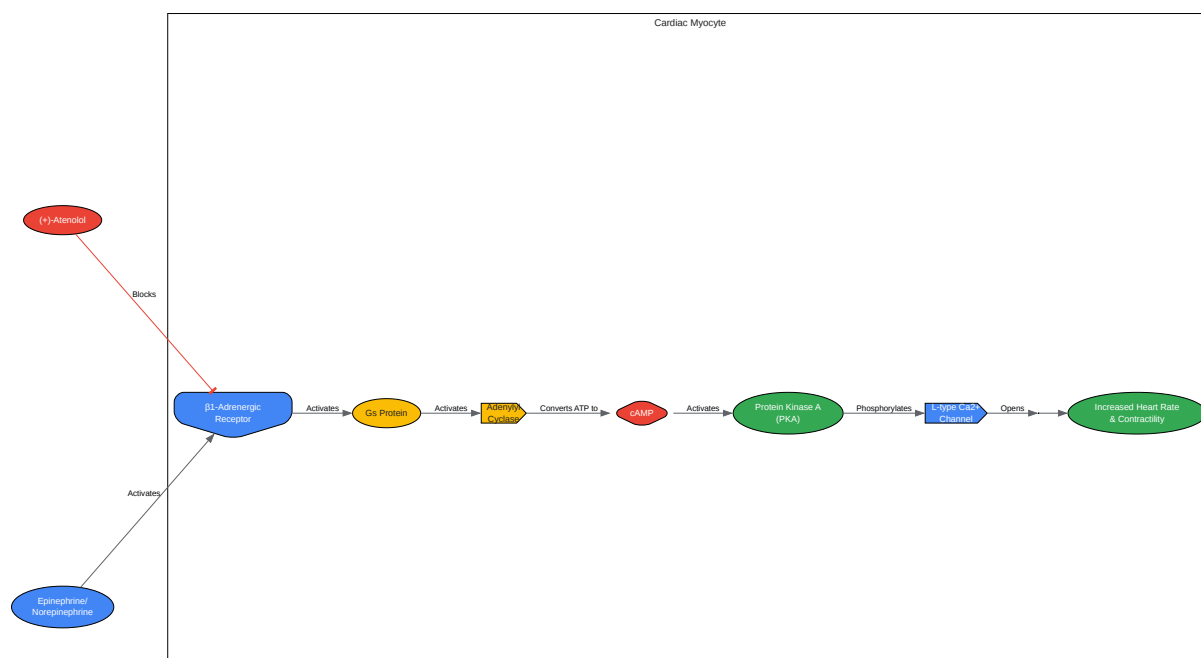 Cardiac Myocyte
(+)-Atenolol
Blocks
β1-Adrenergic
Receptor
Activates
Gs Protein
Activates
Adenylyl
Cyclase
Converts ATP to
cAMP
Activates
Protein Kinase A
(PKA)
Phosphorylates
L-type Ca2+
Channel
Opens
Increased Heart Rate
& Contractility
Activates
Epinephrine/
Norepinephrine